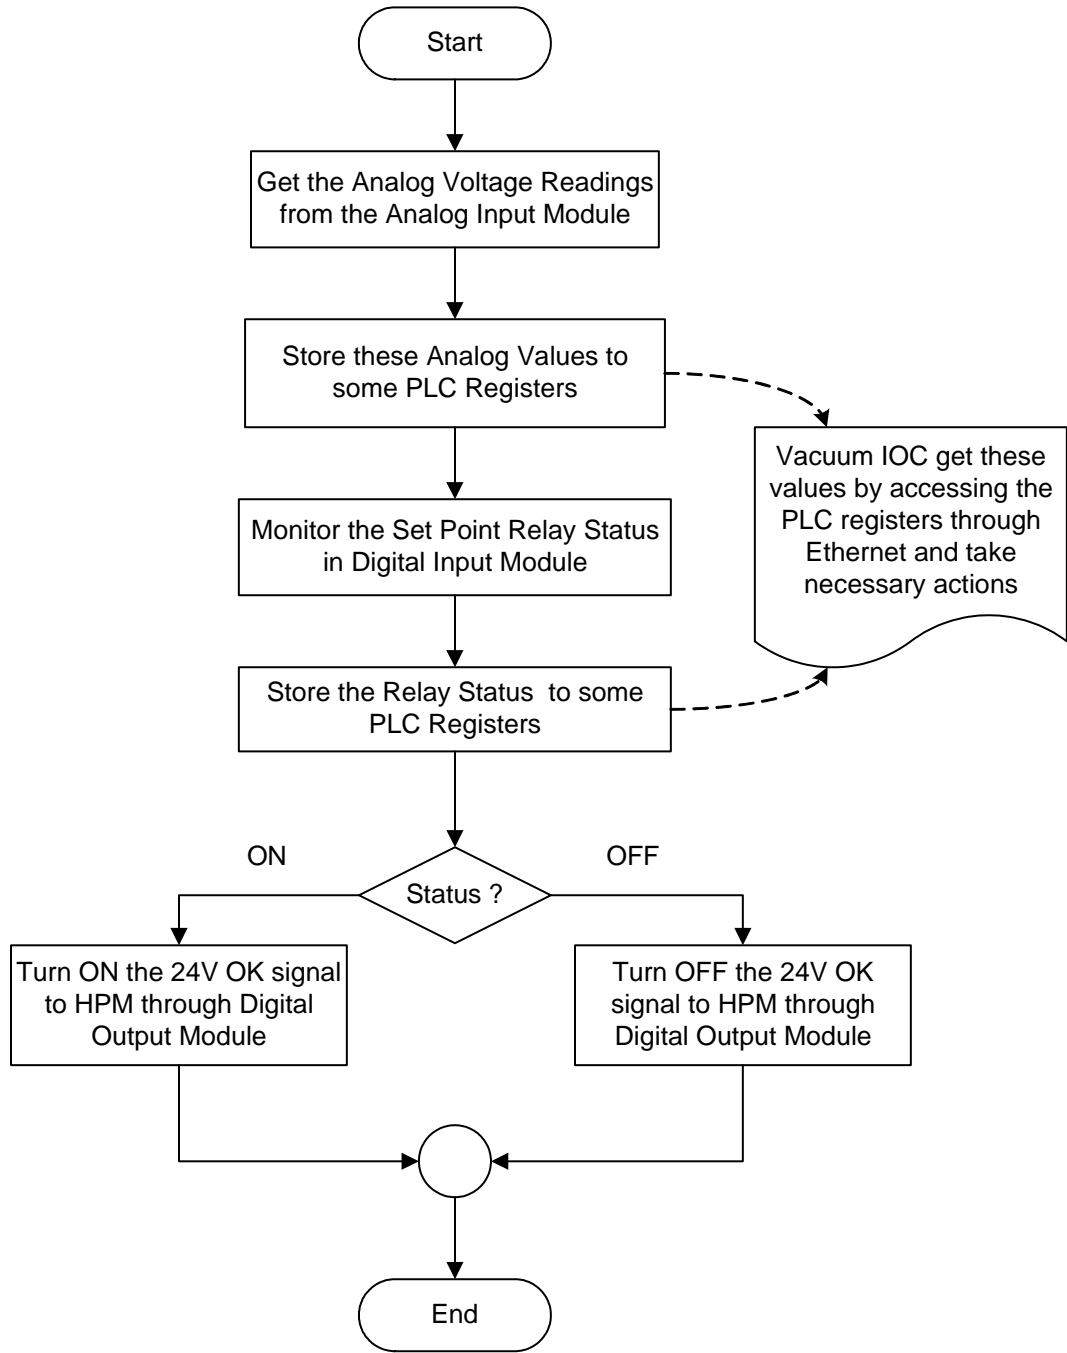 Start
Get the Analog Voltage Readings
from the Analog Input Module
Store these Analog Values to
some PLC Registers
Vacuum IOC get these
values by accessing the
PLC registers through
Ethernet and take
necessary actions
Monitor the Set Point Relay Status
in Digital Input Module
Store the Relay Status  to some
PLC Registers
ON
OFF
Status ?
Turn ON the 24V OK signal
to HPM through Digital
Output Module
Turn OFF the 24V OK
signal to HPM through
Digital Output Module
End